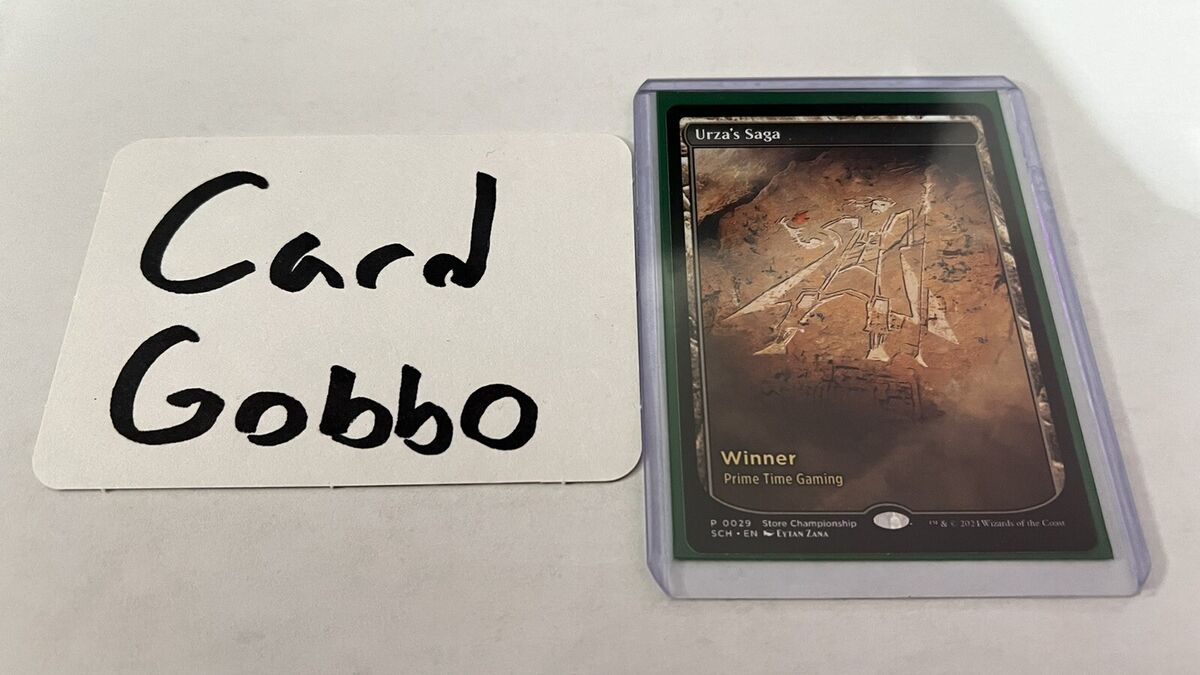 Card
Gobbo
Urza's Saga
Winner
Prime Time Gaming
P 0029 Store Championship
SCH • EN Eytan Zana
™ & © 2024 Wizards of the Coast